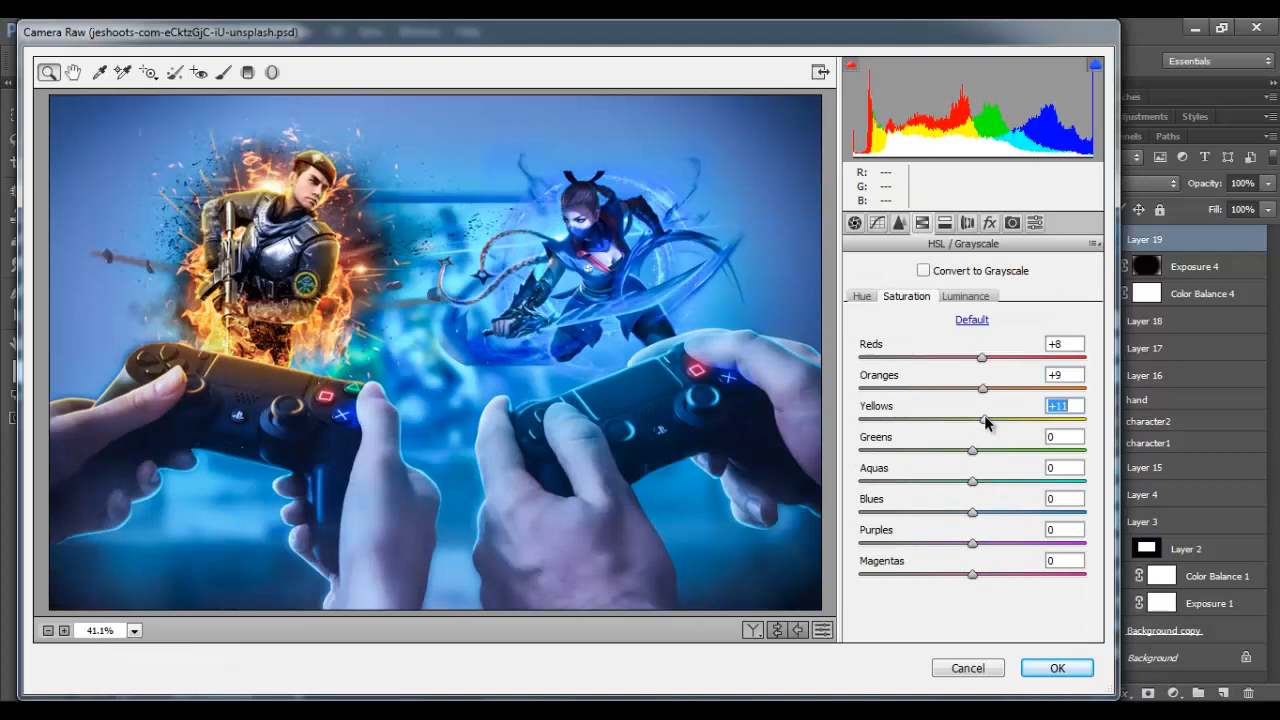 Camera Raw (jeshoots-com-eCktzGjC-iU-unsplash.psd)
Essentials
ches
djustments Styles
nels Paths
R: ---
G: ---
B: ---
Opacity: 100%
Fill: 100%
HSL / Grayscale
Convert to Grayscale
Hue Saturation Luminance
Default
Reds +8
Oranges +9
Yellows +11
Greens 0
Aquas 0
Blues 0
Purples 0
Magentas 0
Layer 19
Exposure 4
Color Balance 4
Layer 18
Layer 17
Layer 16
hand
character2
character1
Layer 15
Layer 4
Layer 3
Layer 2
Color Balance 1
Exposure 1
Background copy
Background
41.1%
Cancel OK